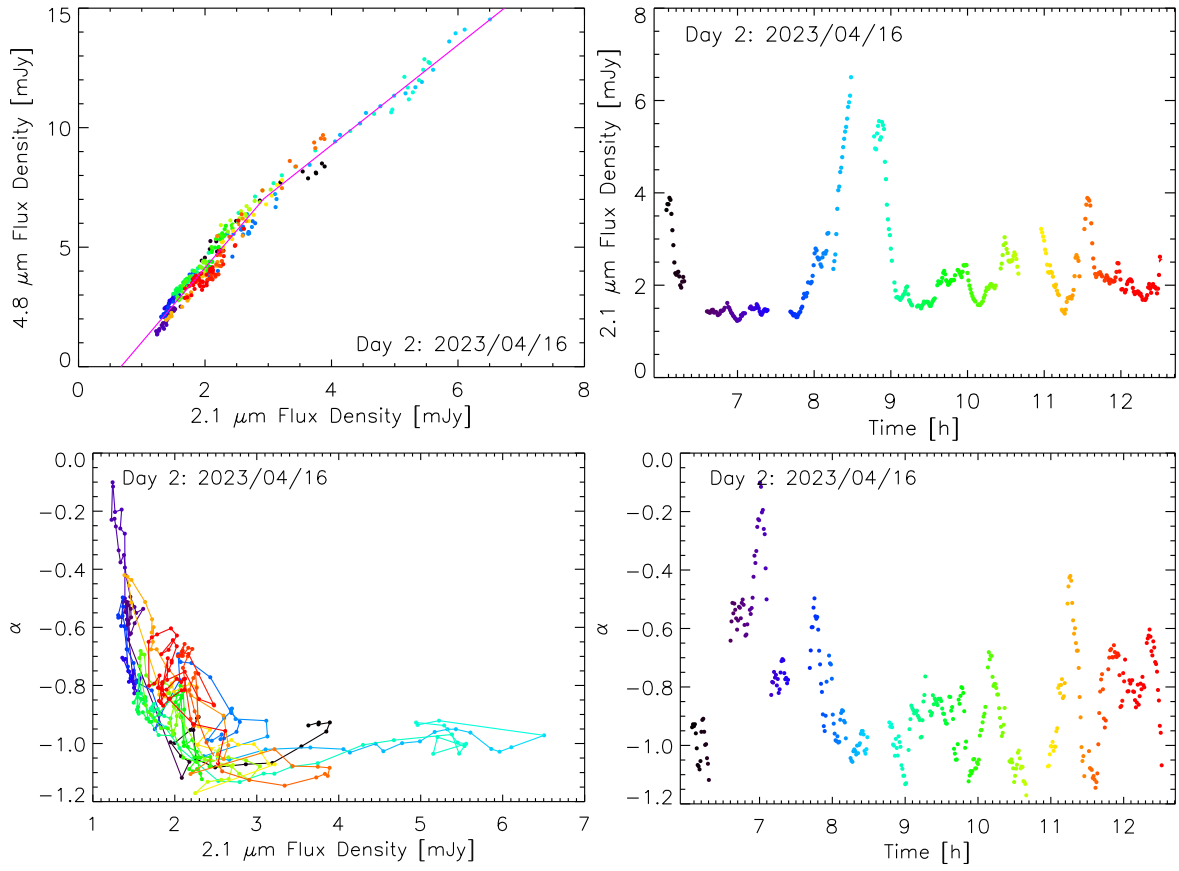 15
10
5
0
4.8 μm Flux Density [mJy]
Day 2: 2023/04/16
0 2 4 6 8
2.1 μm Flux Density [mJy]
8
6
4
2
0
2.1 μm Flux Density [mJy]
Day 2: 2023/04/16
7 8 9 10 11 12
Time [h]
0.0
−0.2
−0.4
−0.6
−0.8
−1.0
−1.2
α
Day 2: 2023/04/16
1 2 3 4 5 6 7
2.1 μm Flux Density [mJy]
0.0
−0.2
−0.4
−0.6
−0.8
−1.0
−1.2
α
Day 2: 2023/04/16
7 8 9 10 11 12
Time [h]